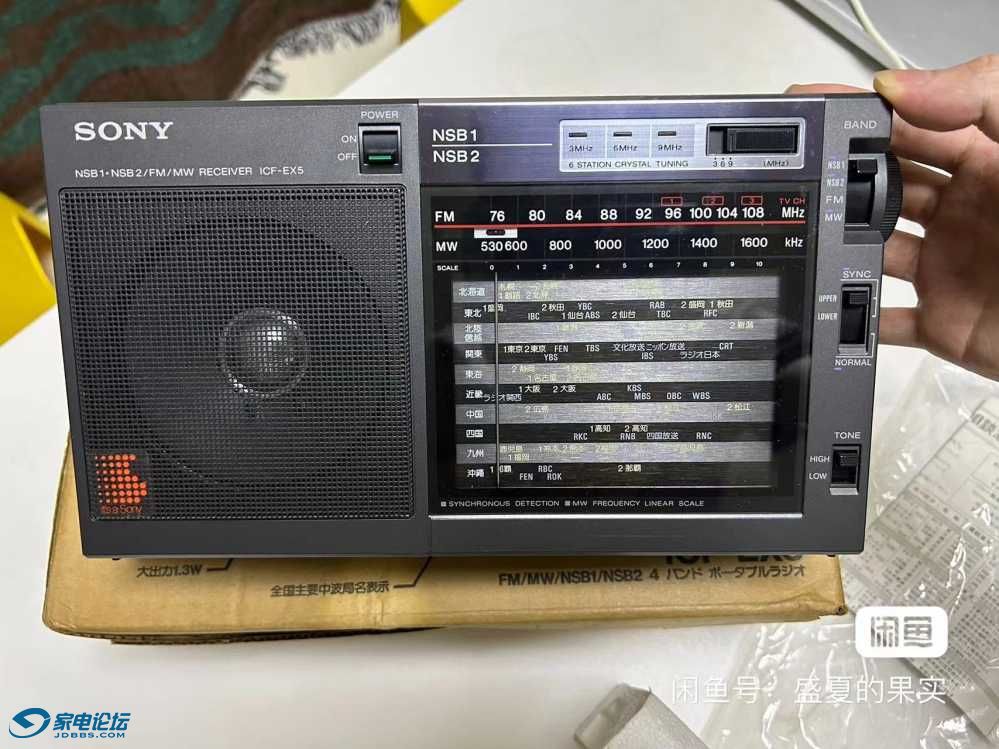 SONY
POWER
ON
OFF
NSB1•NSB2/FM/MW RECEIVER ICF-EX5
NSB1
NSB2
3MHz 6MHz 9MHz
6 STATION CRYSTAL TUNING
3 6 9 (MHz)
BAND
NSB1
NSB2
FM
MW
1 2 3 TV CH
FM 76 80 84 88 92 96 100 104 108 MHz
MW 530 600 800 1000 1200 1400 1600 kHz
SCALE 0 1 2 3 4 5 6 7 8 9 10
北海道
東北 1盛岡 2秋田 YBC RAB 2盛岡 1秋田
IBC 1仙台 ABS 2仙台 TBC RFC
北陸
信越 2新潟
関東 1東京 2東京 FEN TBS 文化放送 ニッポン放送 CRT
YBS IBS ラジオ日本
東海
近畿 1大阪 2大阪 KBS
ラジオ関西 ABC MBS OBC WBS
中国 2広島 2松江
四国 1高知 2高知
RKC RNB 四国放送 RNC
九州 鹿児島
1福岡
沖縄 RBC 2那覇
FEN ROK
SYNC
UPPER
LOWER
NORMAL
TONE
HIGH
LOW
■ SYNCHRONOUS DETECTION ■ MW FREQUENCY LINEAR SCALE
It's a Sony
大出力1.3W
全国主要中波局名表示
FM/MW/NSB1/NSB2 4 バンド ポータブルラジオ
闲鱼
闲鱼号：盛夏的果实
家电论坛
JDBBS.COM